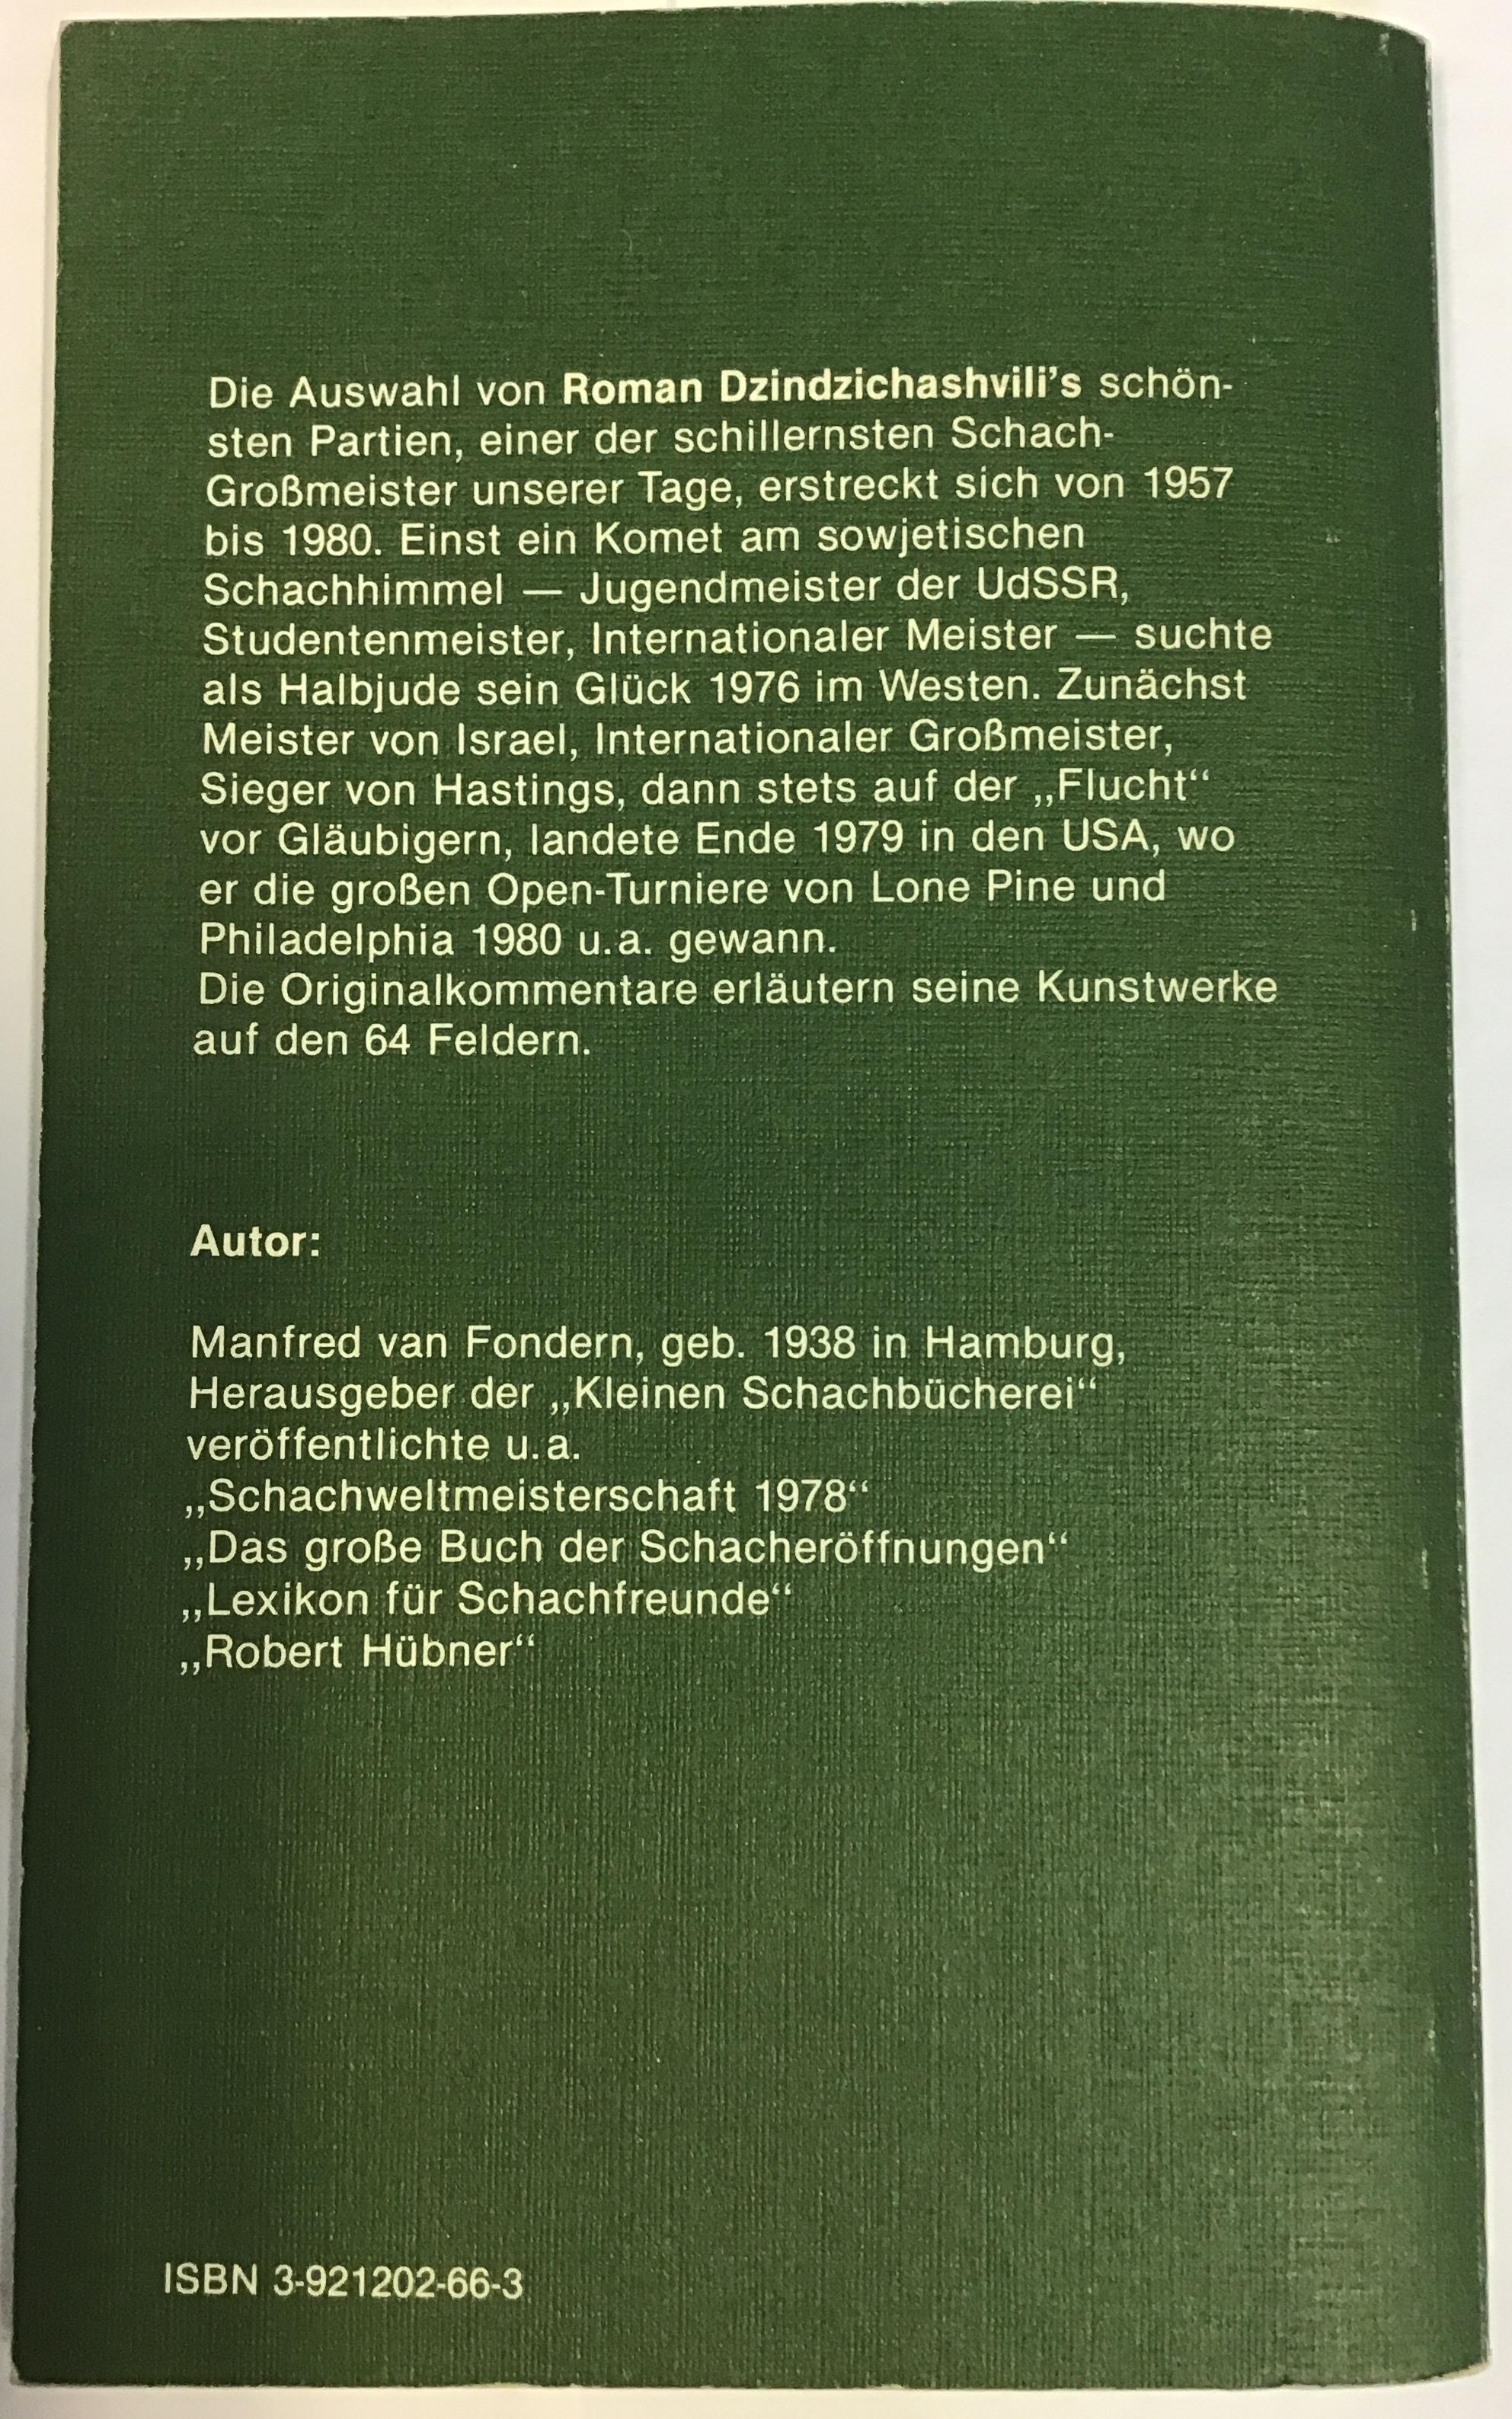 Die Auswahl von Roman Dzindzichashvili's schön-
sten Partien, einer der schillernsten Schach-
Großmeister unserer Tage, erstreckt sich von 1957
bis 1980. Einst ein Komet am sowjetischen
Schachhimmel — Jugendmeister der UdSSR,
Studentenmeister, Internationaler Meister — suchte
als Halbjude sein Glück 1976 im Westen. Zunächst
Meister von Israel, Internationaler Großmeister,
Sieger von Hastings, dann stets auf der „Flucht“
vor Gläubigern, landete Ende 1979 in den USA, wo
er die großen Open-Turniere von Lone Pine und
Philadelphia 1980 u.a. gewann.
Die Originalkommentare erläutern seine Kunstwerke
auf den 64 Feldern.
Autor:
Manfred van Fondern, geb. 1938 in Hamburg,
Herausgeber der „Kleinen Schachbücherei“
veröffentlichte u.a.
„Schachweltmeisterschaft 1978“
„Das große Buch der Schacheröffnungen“
„Lexikon für Schachfreunde“
„Robert Hübner“
ISBN 3-921202-66-3